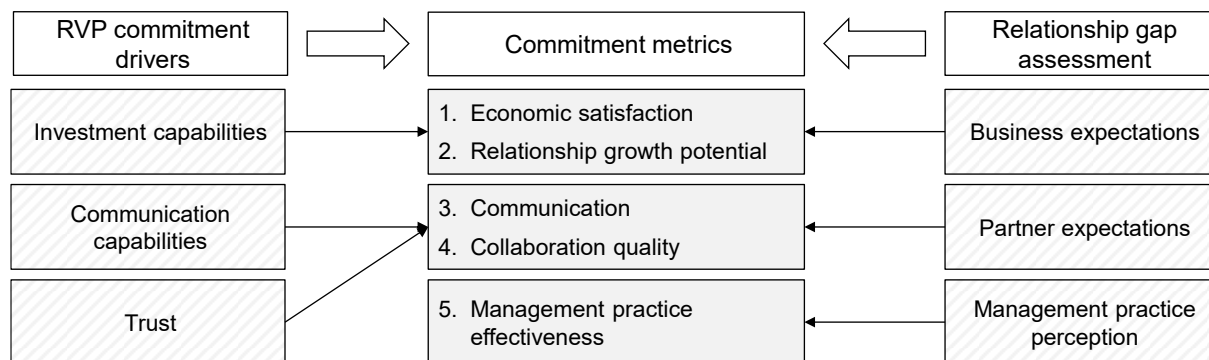 RVP commitment
drivers
Commitment metrics
Relationship gap
assessment
Investment capabilities
1. Economic satisfaction
2. Relationship growth potential
Business expectations
Communication
capabilities
3. Communication
4. Collaboration quality
Partner expectations
Trust
5. Management practice
effectiveness
Management practice
perception